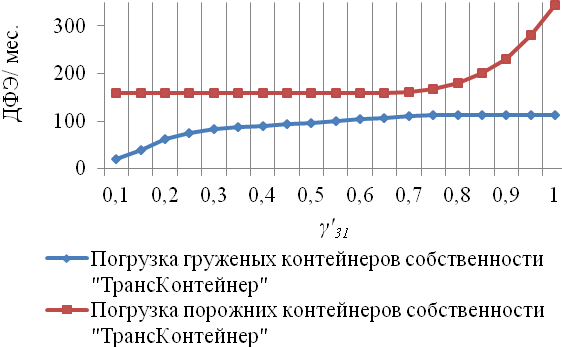 ДФЭ/ мес.
300
200
100
0
0,1 0,2 0,3 0,4 0,5 0,6 0,7 0,8 0,9 1
γ'31
Погрузка груженых контейнеров собственности
"ТрансКонтейнер"
Погрузка порожних контейнеров собственности
"ТрансКонтейнер"